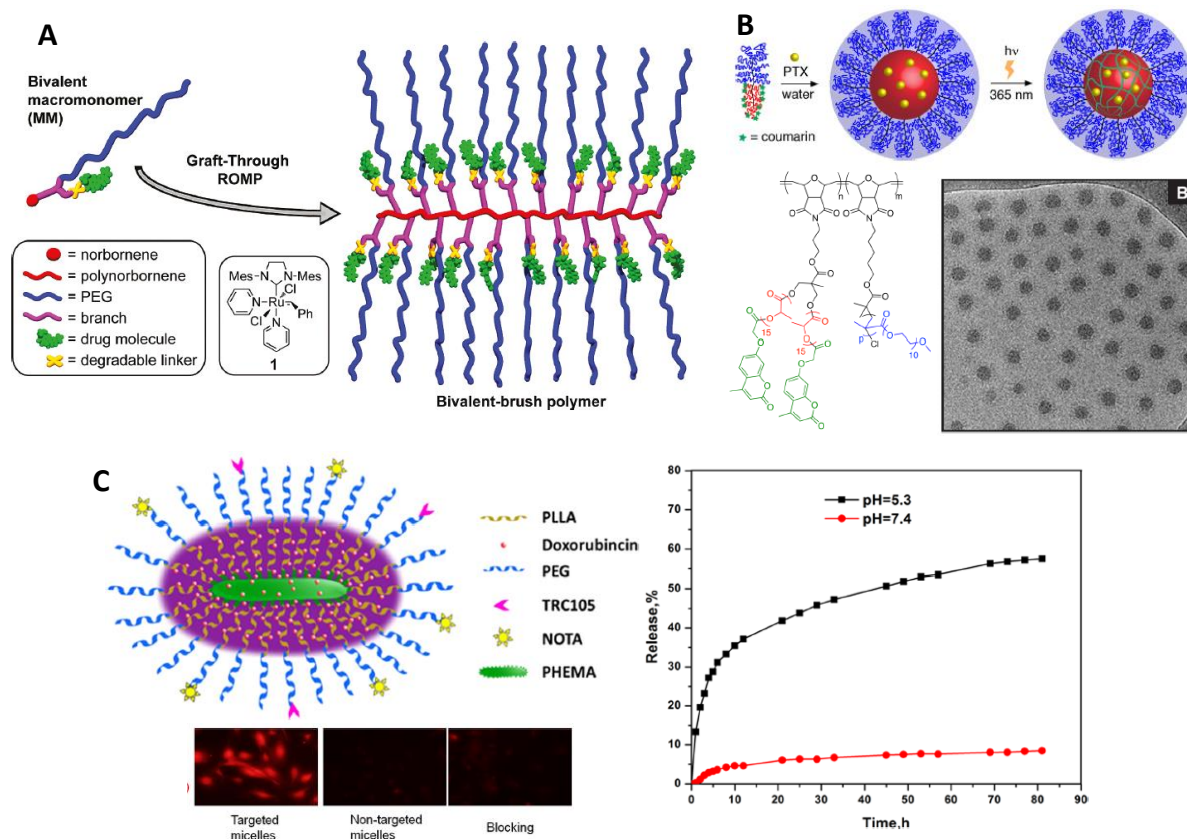 A
Bivalent
macromonomer
(MM)
Graft-Through
ROMP
= norbornene
= polynorbornene
= PEG
= branch
= drug molecule
= degradable linker
Mes
N
N
Mes
Cl
N
Ru
Ph
Cl
N
1
Bivalent-brush polymer
B
PTX
water
= coumarin
hν
365 nm
O
O
n
m
O
N
O
O
N
O
O
O
O
O
O
O
O
O
O
O
O
15
15
O
O
O
O
O
O
O
O
O
O
p
Cl
O
O
10
B
C
PLLA
Doxorubincin
PEG
TRC105
NOTA
PHEMA
Targeted
micelles
Non-targeted
micelles
Blocking
80
70
60
50
40
30
20
10
0
Release,%
pH=5.3
pH=7.4
0 10 20 30 40 50 60 70 80 90
Time,h